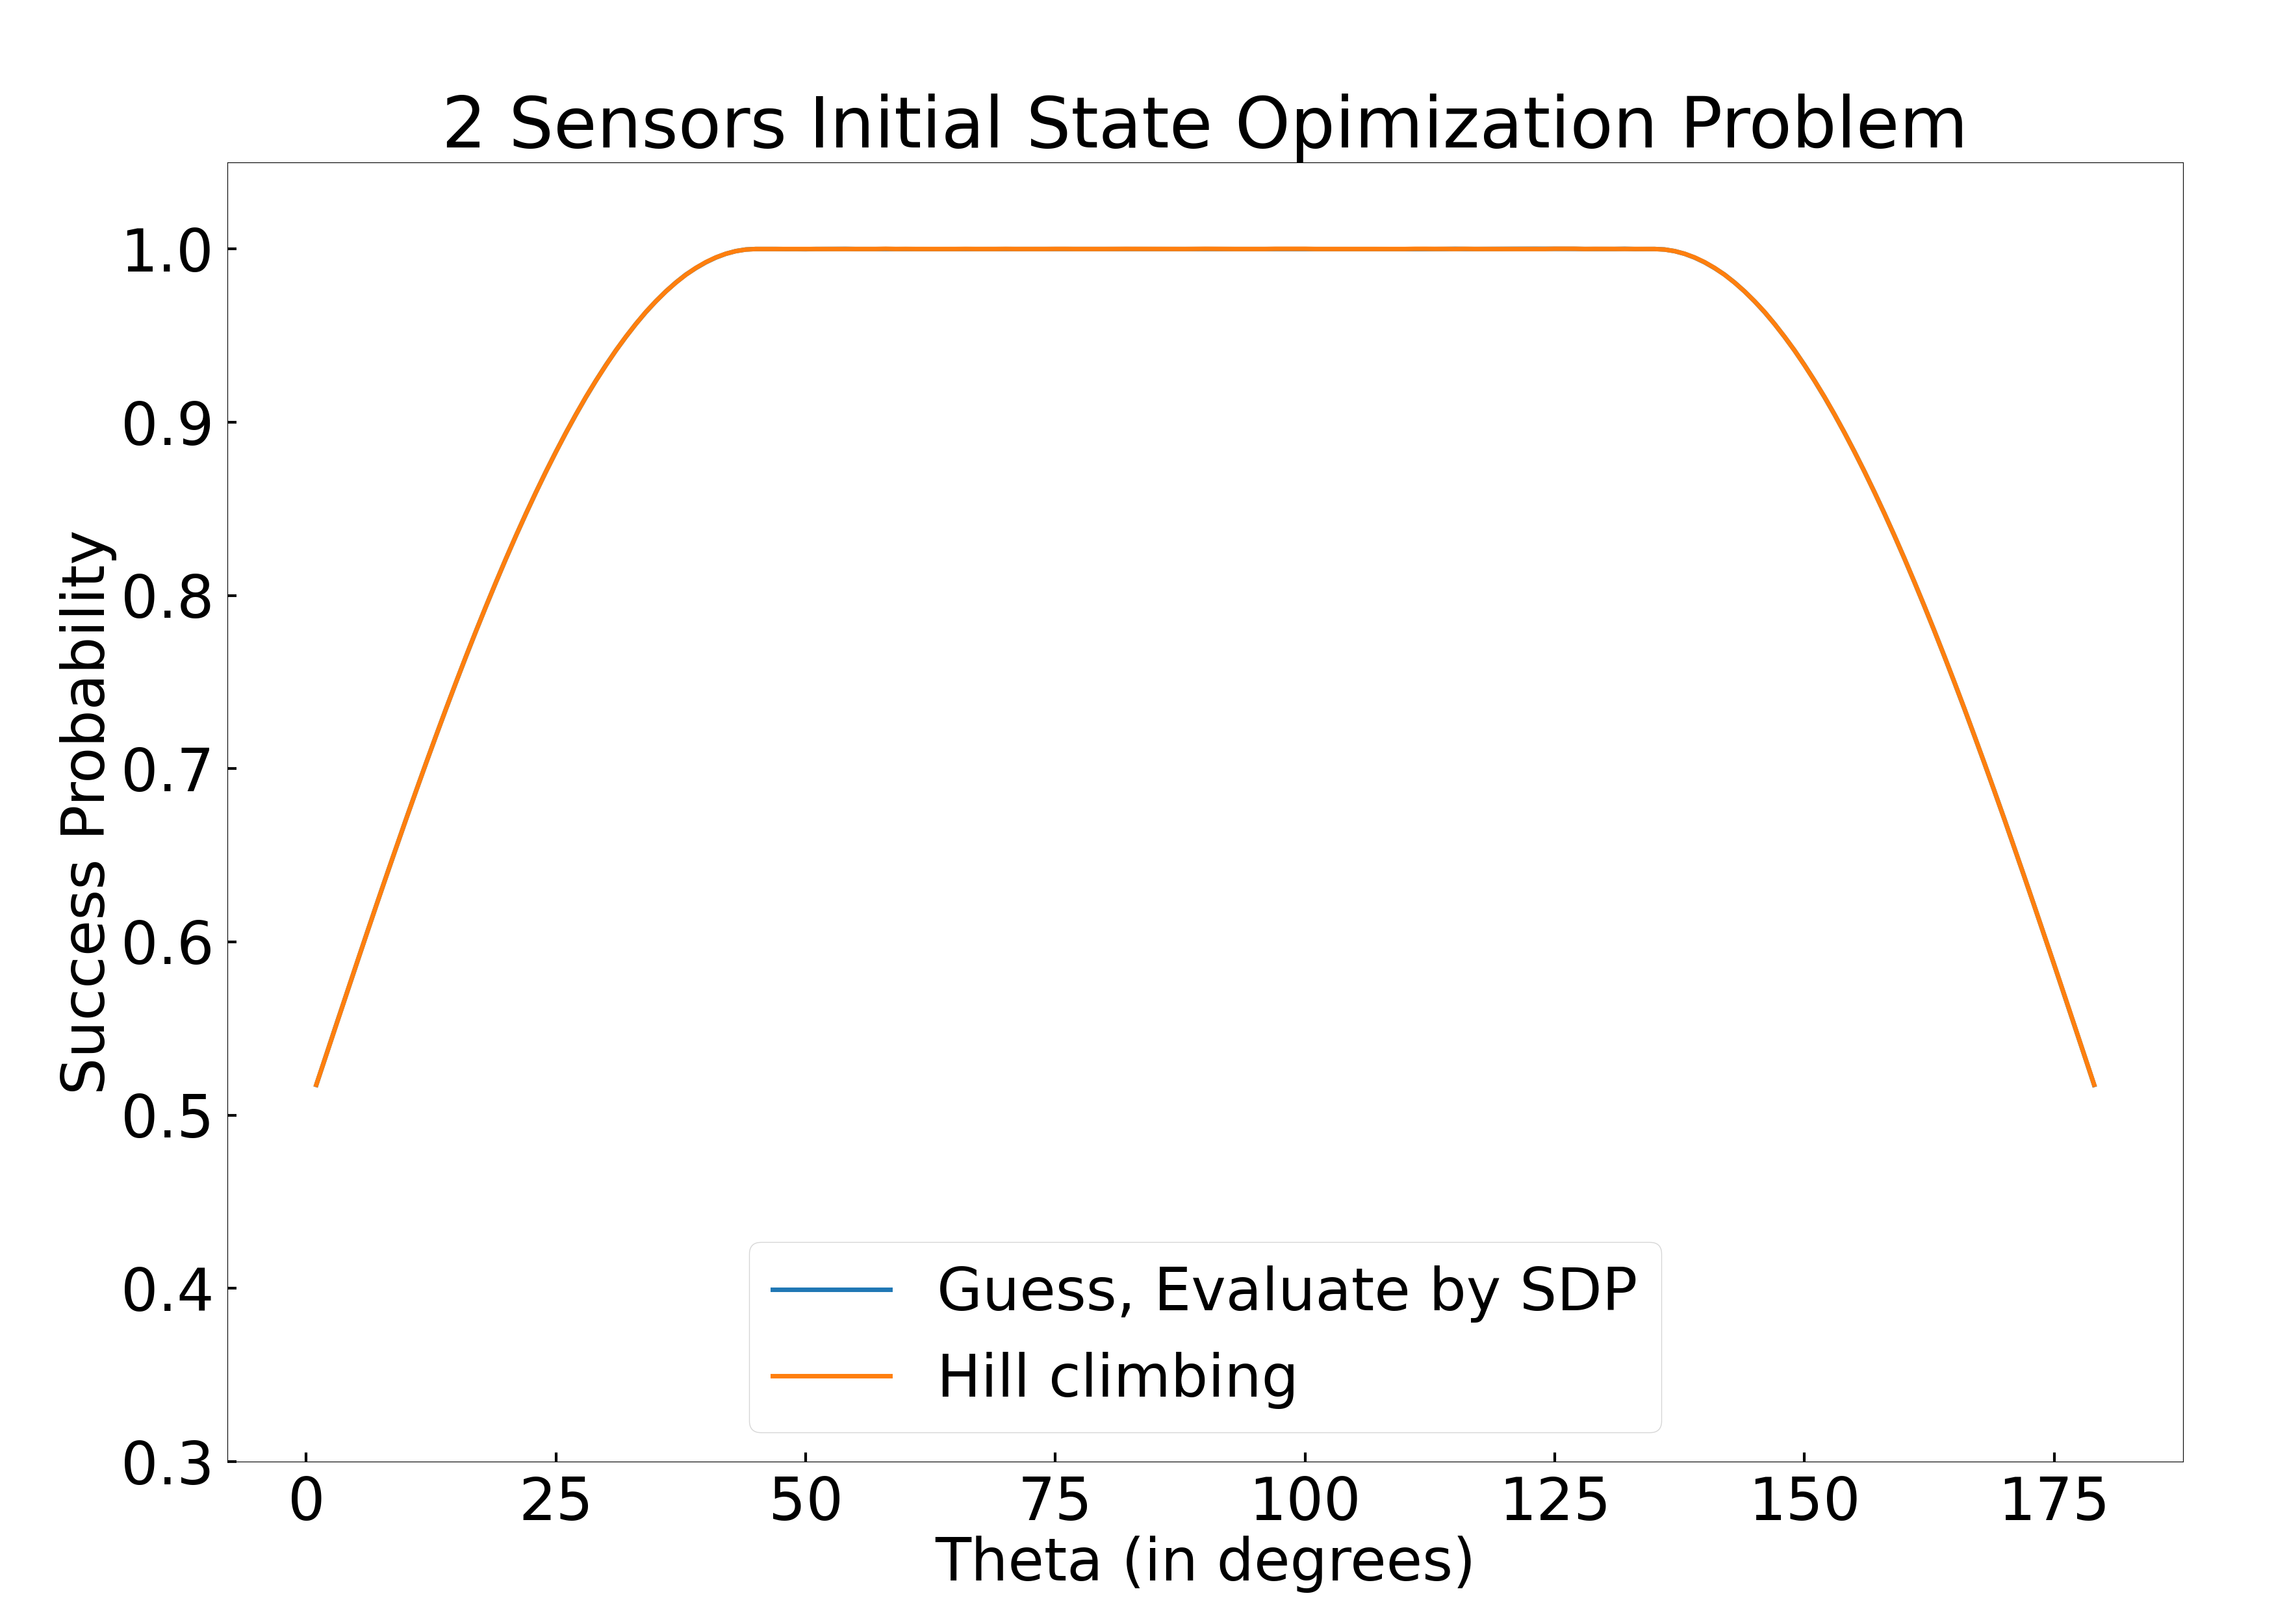 2 Sensors Initial State Opimization Problem
Success Probability
1.0
0.9
0.8
0.7
0.6
0.5
0.4
0.3
Guess, Evaluate by SDP
Hill climbing
0 25 50 75 100 125 150 175
Theta (in degrees)